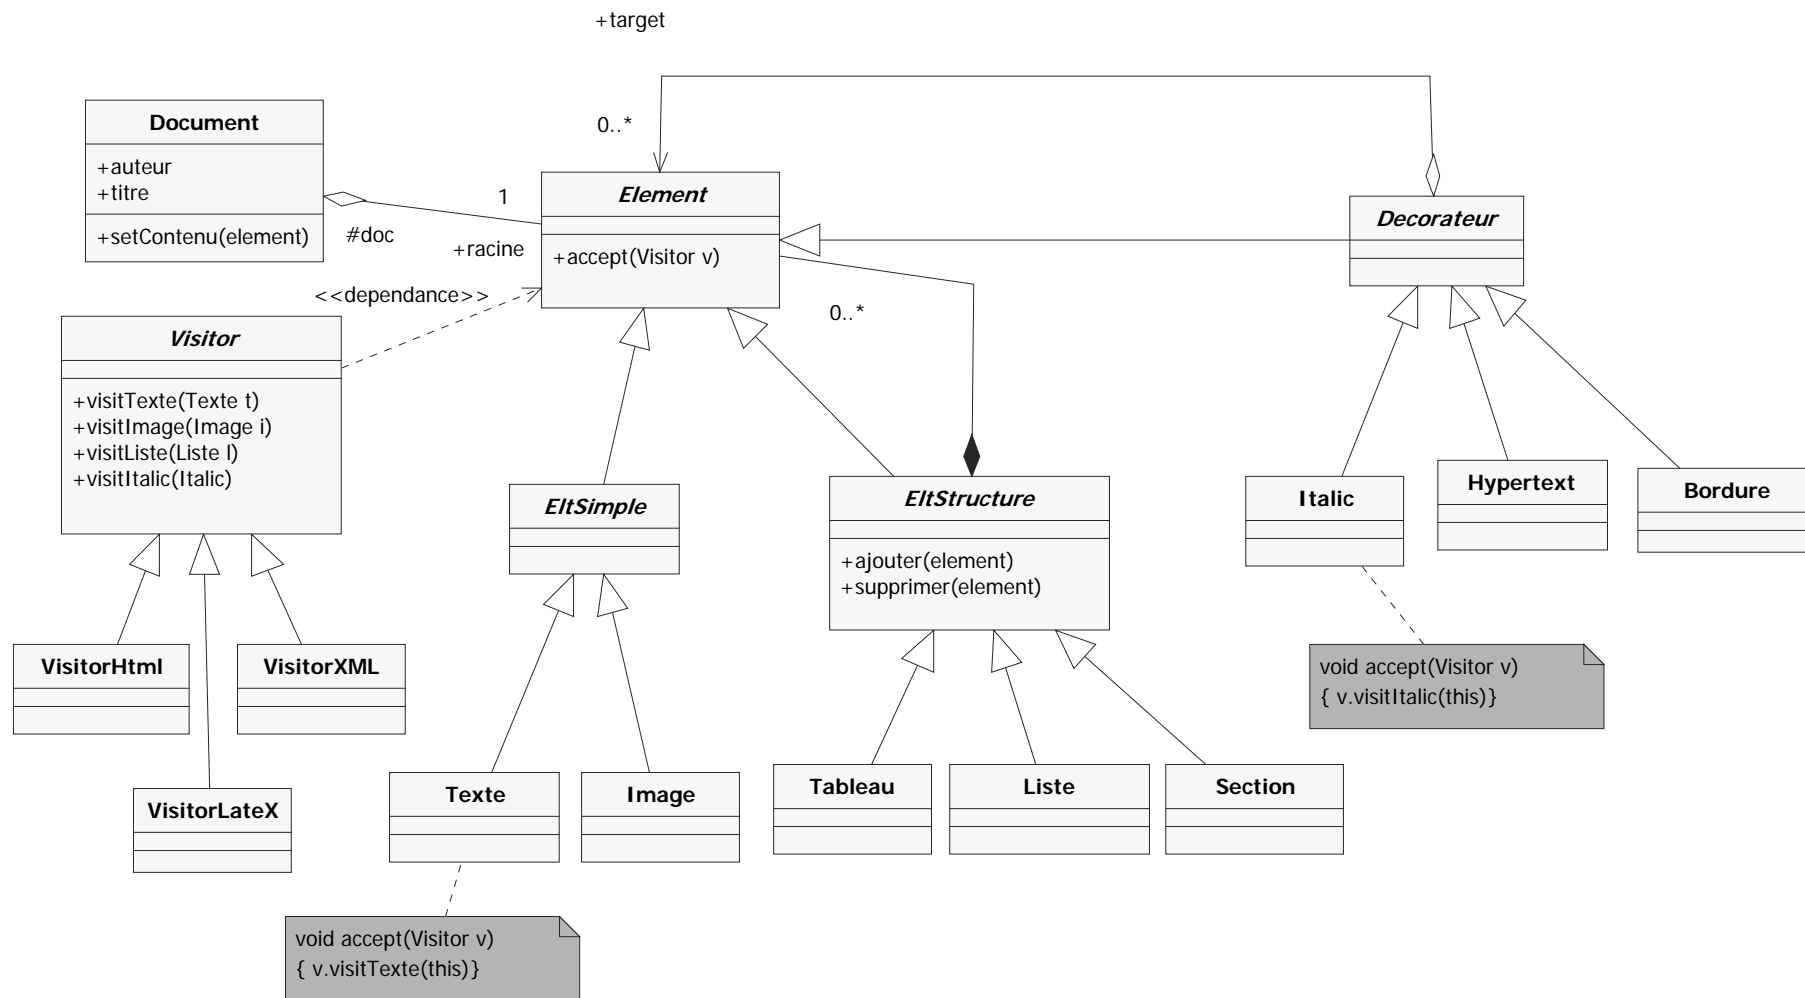 +target
0..*
Document
+auteur
+titre
+setContenu(element)
#doc
1
+racine
Element
+accept(Visitor v)
Decorateur
<<dependance>>
0..*
Visitor
+visitTexte(Texte t)
+visitImage(Image i)
+visitListe(Liste l)
+visitItalic(Italic)
EltSimple
EltStructure
+ajouter(element)
+supprimer(element)
Italic
Hypertext
Bordure
VisitorHtml
VisitorXML
VisitorLateX
void accept(Visitor v)
{ v.visitItalic(this)}
Texte
Image
Tableau
Liste
Section
void accept(Visitor v)
{ v.visitTexte(this)}